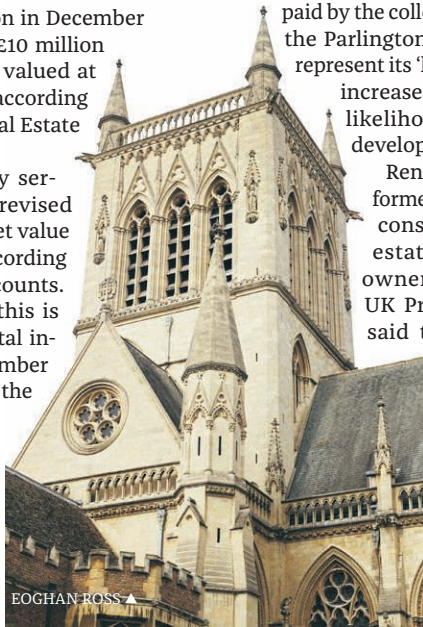 on in December
£10 million
valued at
according
al Estate
y ser-
revised
et value
cording
counts.
this is
tal in-
mber
the
paid by the colle
the Parlington
represent its ‘
increase
likeliho
develop
Ren
forme
cons
estat
owner
UK Pr
said t
EOGHAN ROSS ▲